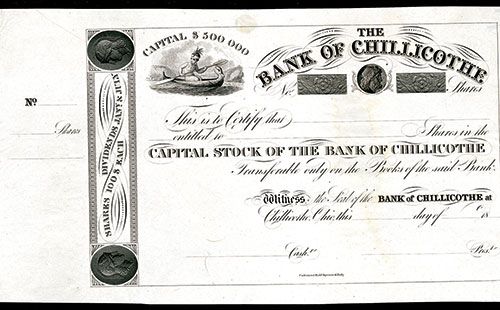 CAPITAL $ 500 000
THE
BANK OF CHILLICOTHE
No.
Shares
No.
Shares
SHARES 100 $ EACH
DIVIDENDS JANY & JULY
This is to Certify that
entitled to Shares in the
CAPITAL STOCK OF THE BANK OF CHILLICOTHE
Transferable only on the Books of the said Bank.
Witness the Seal of the BANK OF CHILLICOTHE at
Chillicothe, Ohio, this day of 18
Cashr. Prest.